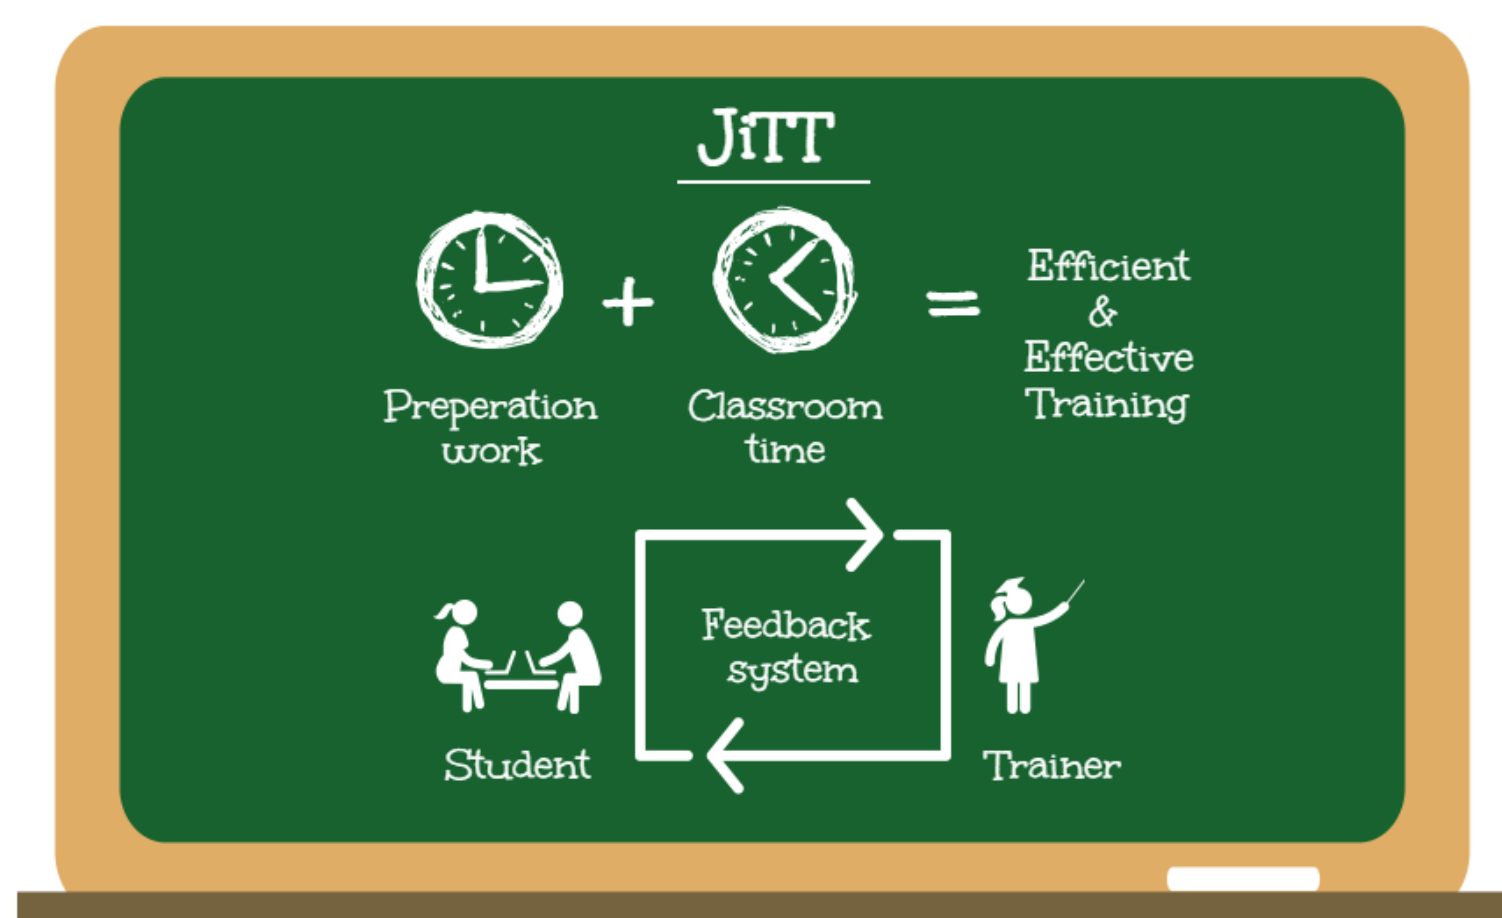 JiTT
+
=
Preperation
work
Classroom
time
Efficient
&
Effective
Training
Feedback
system
Student
Trainer